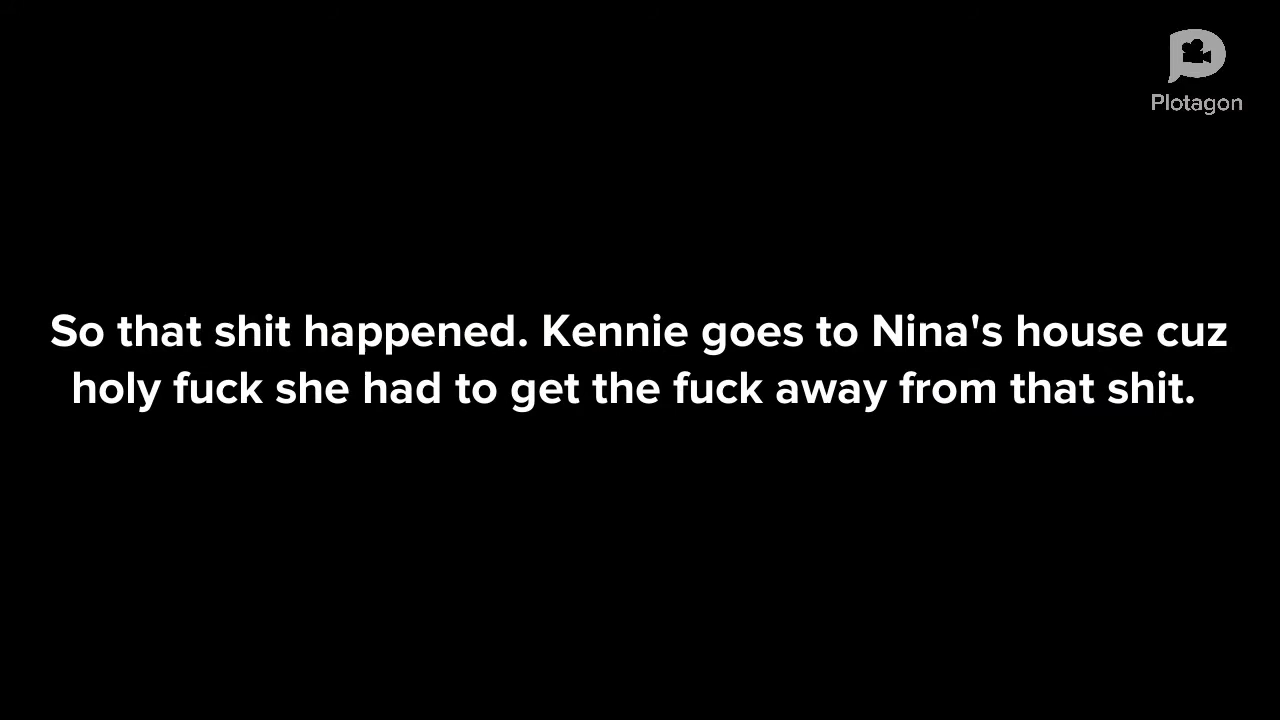 Plotagon
So that shit happened. Kennie goes to Nina's house cuz
holy fuck she had to get the fuck away from that shit.